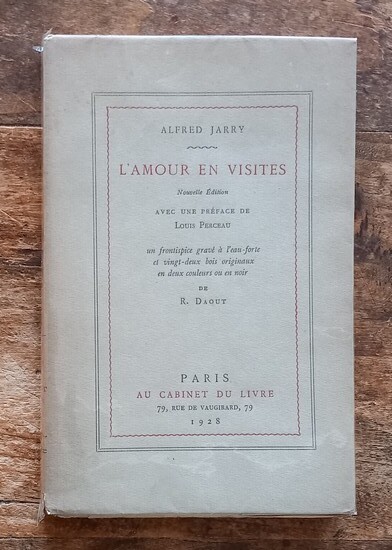 ALFRED JARRY
L'AMOUR EN VISITES
Nouvelle Édition
AVEC UNE PRÉFACE DE
LOUIS PERCEAU
un frontispice gravé à l'eau-forte
et vingt-deux bois originaux
en deux couleurs ou en noir
DE
R. DAOUT
PARIS
AU CABINET DU LIVRE
79, RUE DE VAUGIRARD, 79
1928